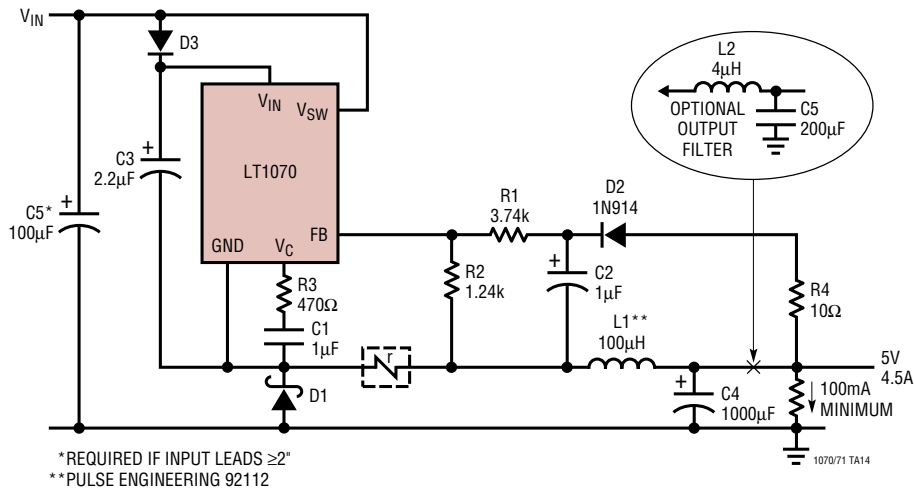 V_IN
D3
L2
4µH
OPTIONAL
OUTPUT
FILTER
C5
200µF
V_IN
V_SW
LT1070
C3
2.2µF
+
C5*
100µF
+
GND
V_C
FB
R1
3.74k
D2
1N914
R2
1.24k
+
C2
1µF
R3
470Ω
C1
1µF
R4
10Ω
r
L1**
100µH
5V
4.5A
D1
+
C4
1000µF
100mA
MINIMUM
*REQUIRED IF INPUT LEADS ≥2"
**PULSE ENGINEERING 92112
1070/71 TA14